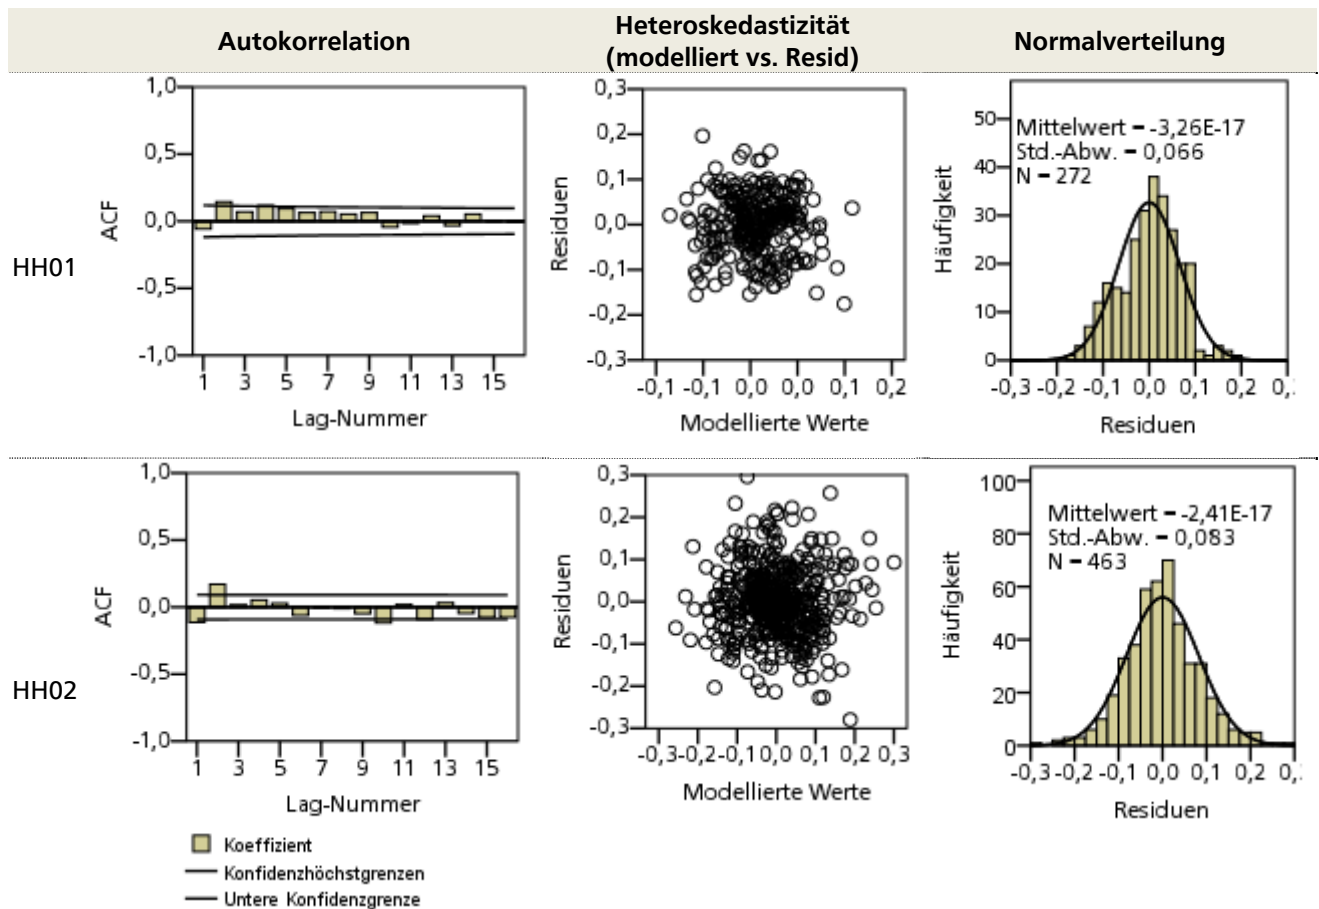 Autokorrelation
Heteroskedastizität
(modelliert vs. Resid)
Normalverteilung
HH01
ACF
1,0
0,5
0,0
-0,5
-1,0
1 3 5 7 9 11 13 15
Lag-Nummer
Residuen
0,3
0,2
0,1
0,0
-0,1
-0,2
-0,3
-0,1 -0,1 0,0 0,0 0,1 0,2
Modellierte Werte
Häufigkeit
50
40
30
20
10
0
Mittelwert = -3,26E-17
Std.-Abw. = 0,066
N = 272
-0,3 -0,2 -0,1 0,0 0,1 0,2 0,
Residuen
HH02
ACF
1,0
0,5
0,0
-0,5
-1,0
1 3 5 7 9 11 13 15
Lag-Nummer
Residuen
0,3
0,2
0,1
0,0
-0,1
-0,2
-0,3
-0,3 -0,2 -0,1 0,0 0,1 0,2 0,3
Modellierte Werte
Häufigkeit
100
80
60
40
20
0
Mittelwert = -2,41E-17
Std.-Abw. = 0,083
N = 463
-0,3 -0,2 -0,1 0,0 0,1 0,2 0,
Residuen
Koeffizient
Konfidenzhöchstgrenzen
Untere Konfidenzgrenze